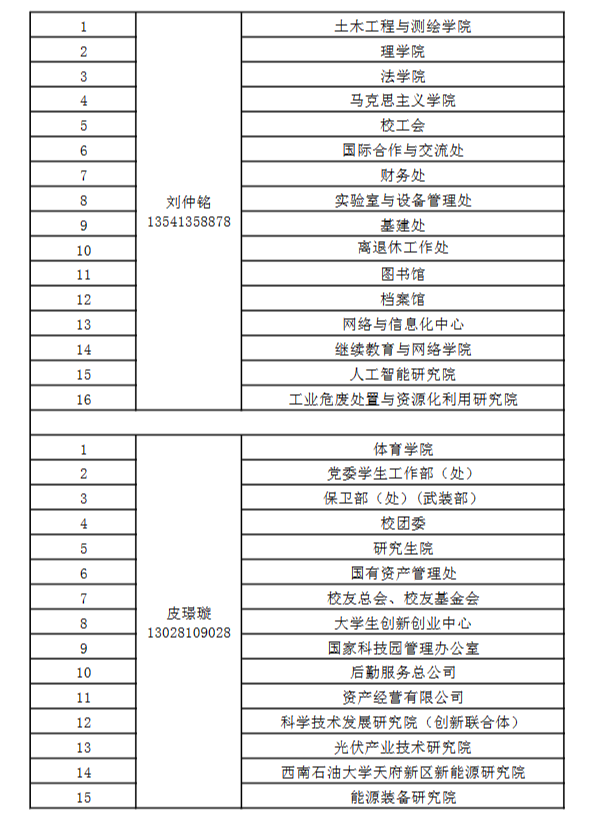 1 土木工程与测绘学院
2 理学院
3 法学院
4 马克思主义学院
5 校工会
6 国际合作与交流处
7 财务处
8 实验室与设备管理处
刘仲铭
13541358878
9 基建处
10 离退休工作处
11 图书馆
12 档案馆
13 网络与信息化中心
14 继续教育与网络学院
15 人工智能研究院
16 工业危废处置与资源化利用研究院
1 体育学院
2 党委学生工作部（处）
3 保卫部（处）(武装部）
4 校团委
5 研究生院
6 国有资产管理处
7 校友总会、校友基金会
皮璟璇
13028109028
8 大学生创新创业中心
9 国家科技园管理办公室
10 后勤服务总公司
11 资产经营有限公司
12 科学技术发展研究院（创新联合体）
13 光伏产业技术研究院
14 西南石油大学天府新区新能源研究院
15 能源装备研究院